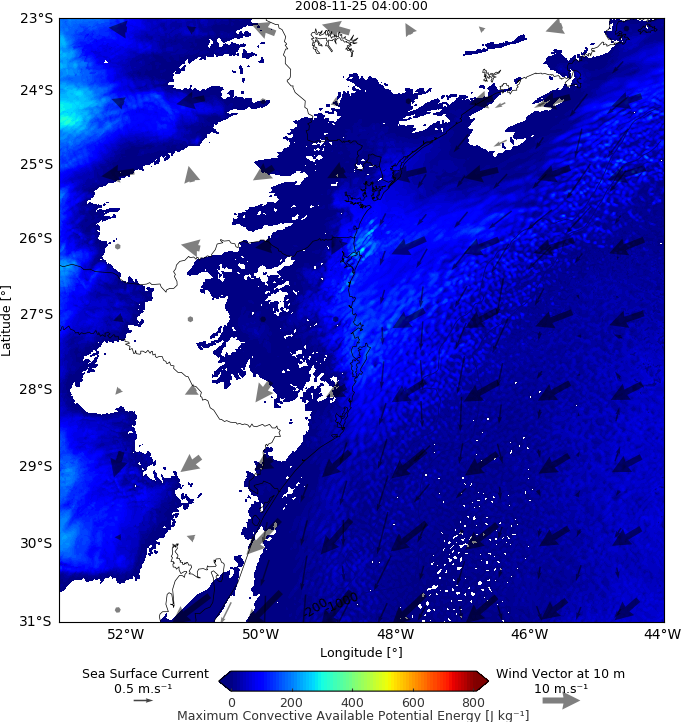 2008-11-25 04:00:00
23°S
24°S
25°S
26°S
27°S
28°S
29°S
30°S
31°S
Latitude [°]
52°W 50°W 48°W 46°W 44°W
Longitude [°]
Sea Surface Current
0.5 m.s⁻¹
Wind Vector at 10 m
10 m.s⁻¹
0 200 400 600 800
Maximum Convective Available Potential Energy [J kg⁻¹]